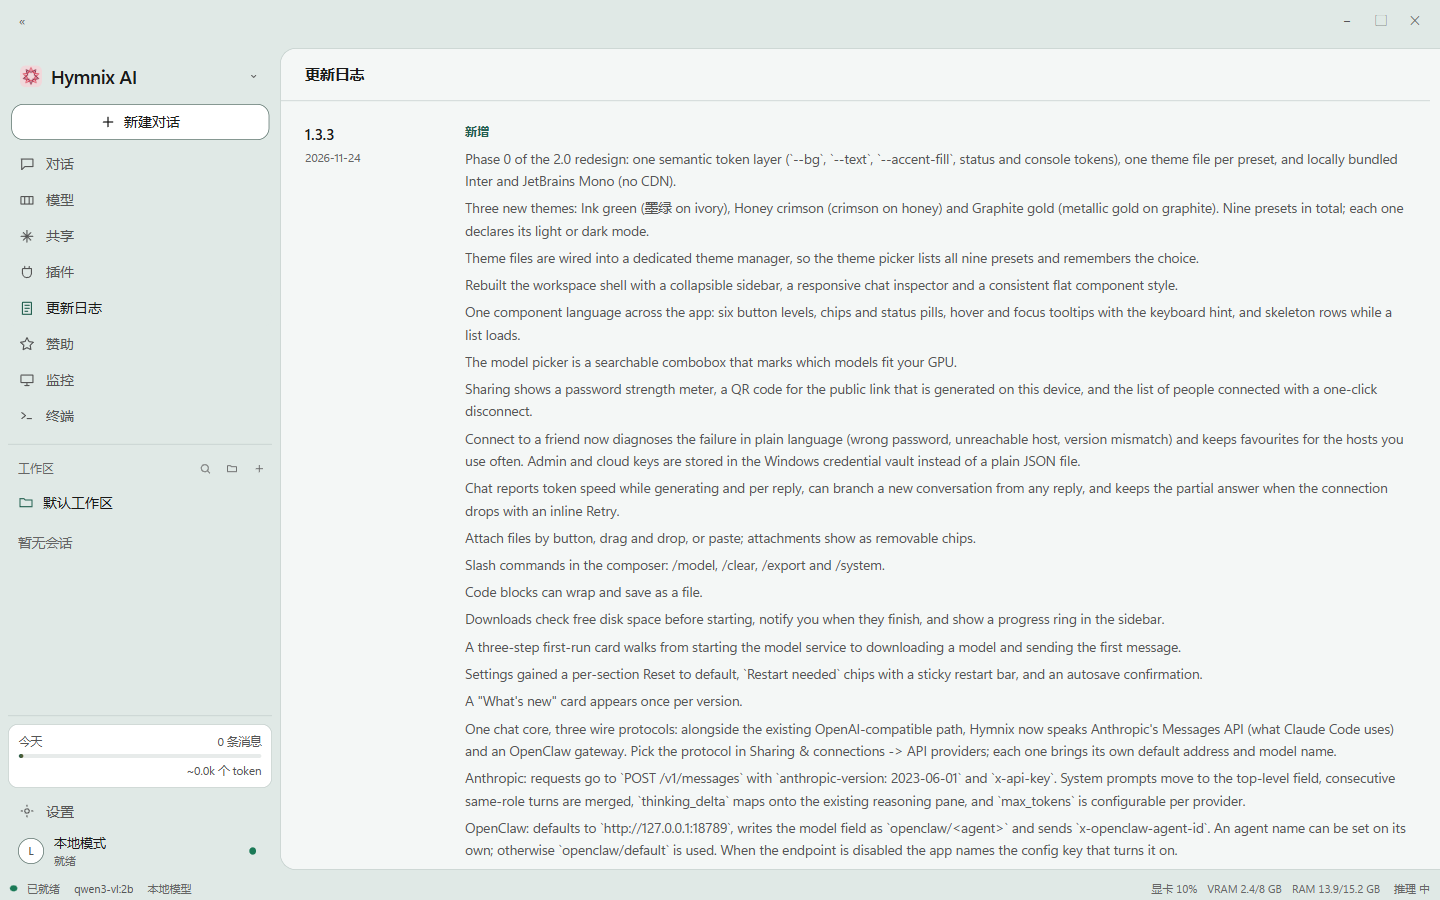 «
Hymnix AI
新建对话
对话
模型
共享
插件
更新日志
赞助
监控
终端
工作区
默认工作区
暂无会话
今天
0 条消息
~0.0k 个 token
设置
L
本地模式
就绪
更新日志
1.3.3
2026-11-24
新增
Phase 0 of the 2.0 redesign: one semantic token layer (`--bg`, `--text`, `--accent-fill`, status and console tokens), one theme file per preset, and locally bundled
Inter and JetBrains Mono (no CDN).
Three new themes: Ink green (墨绿 on ivory), Honey crimson (crimson on honey) and Graphite gold (metallic gold on graphite). Nine presets in total; each one
declares its light or dark mode.
Theme files are wired into a dedicated theme manager, so the theme picker lists all nine presets and remembers the choice.
Rebuilt the workspace shell with a collapsible sidebar, a responsive chat inspector and a consistent flat component style.
One component language across the app: six button levels, chips and status pills, hover and focus tooltips with the keyboard hint, and skeleton rows while a
list loads.
The model picker is a searchable combobox that marks which models fit your GPU.
Sharing shows a password strength meter, a QR code for the public link that is generated on this device, and the list of people connected with a one-click
disconnect.
Connect to a friend now diagnoses the failure in plain language (wrong password, unreachable host, version mismatch) and keeps favourites for the hosts you
use often. Admin and cloud keys are stored in the Windows credential vault instead of a plain JSON file.
Chat reports token speed while generating and per reply, can branch a new conversation from any reply, and keeps the partial answer when the connection
drops with an inline Retry.
Attach files by button, drag and drop, or paste; attachments show as removable chips.
Slash commands in the composer: /model, /clear, /export and /system.
Code blocks can wrap and save as a file.
Downloads check free disk space before starting, notify you when they finish, and show a progress ring in the sidebar.
A three-step first-run card walks from starting the model service to downloading a model and sending the first message.
Settings gained a per-section Reset to default, `Restart needed` chips with a sticky restart bar, and an autosave confirmation.
A "What's new" card appears once per version.
One chat core, three wire protocols: alongside the existing OpenAI-compatible path, Hymnix now speaks Anthropic's Messages API (what Claude Code uses)
and an OpenClaw gateway. Pick the protocol in Sharing & connections -> API providers; each one brings its own default address and model name.
Anthropic: requests go to `POST /v1/messages` with `anthropic-version: 2023-06-01` and `x-api-key`. System prompts move to the top-level field, consecutive
same-role turns are merged, `thinking_delta` maps onto the existing reasoning pane, and `max_tokens` is configurable per provider.
OpenClaw: defaults to `http://127.0.0.1:18789`, writes the model field as `openclaw/<agent>` and sends `x-openclaw-agent-id`. An agent name can be set on its
own; otherwise `openclaw/default` is used. When the endpoint is disabled the app names the config key that turns it on.
已就绪 qwen3-vl:2b 本地模型
显卡 10% VRAM 2.4/8 GB RAM 13.9/15.2 GB 推理 中